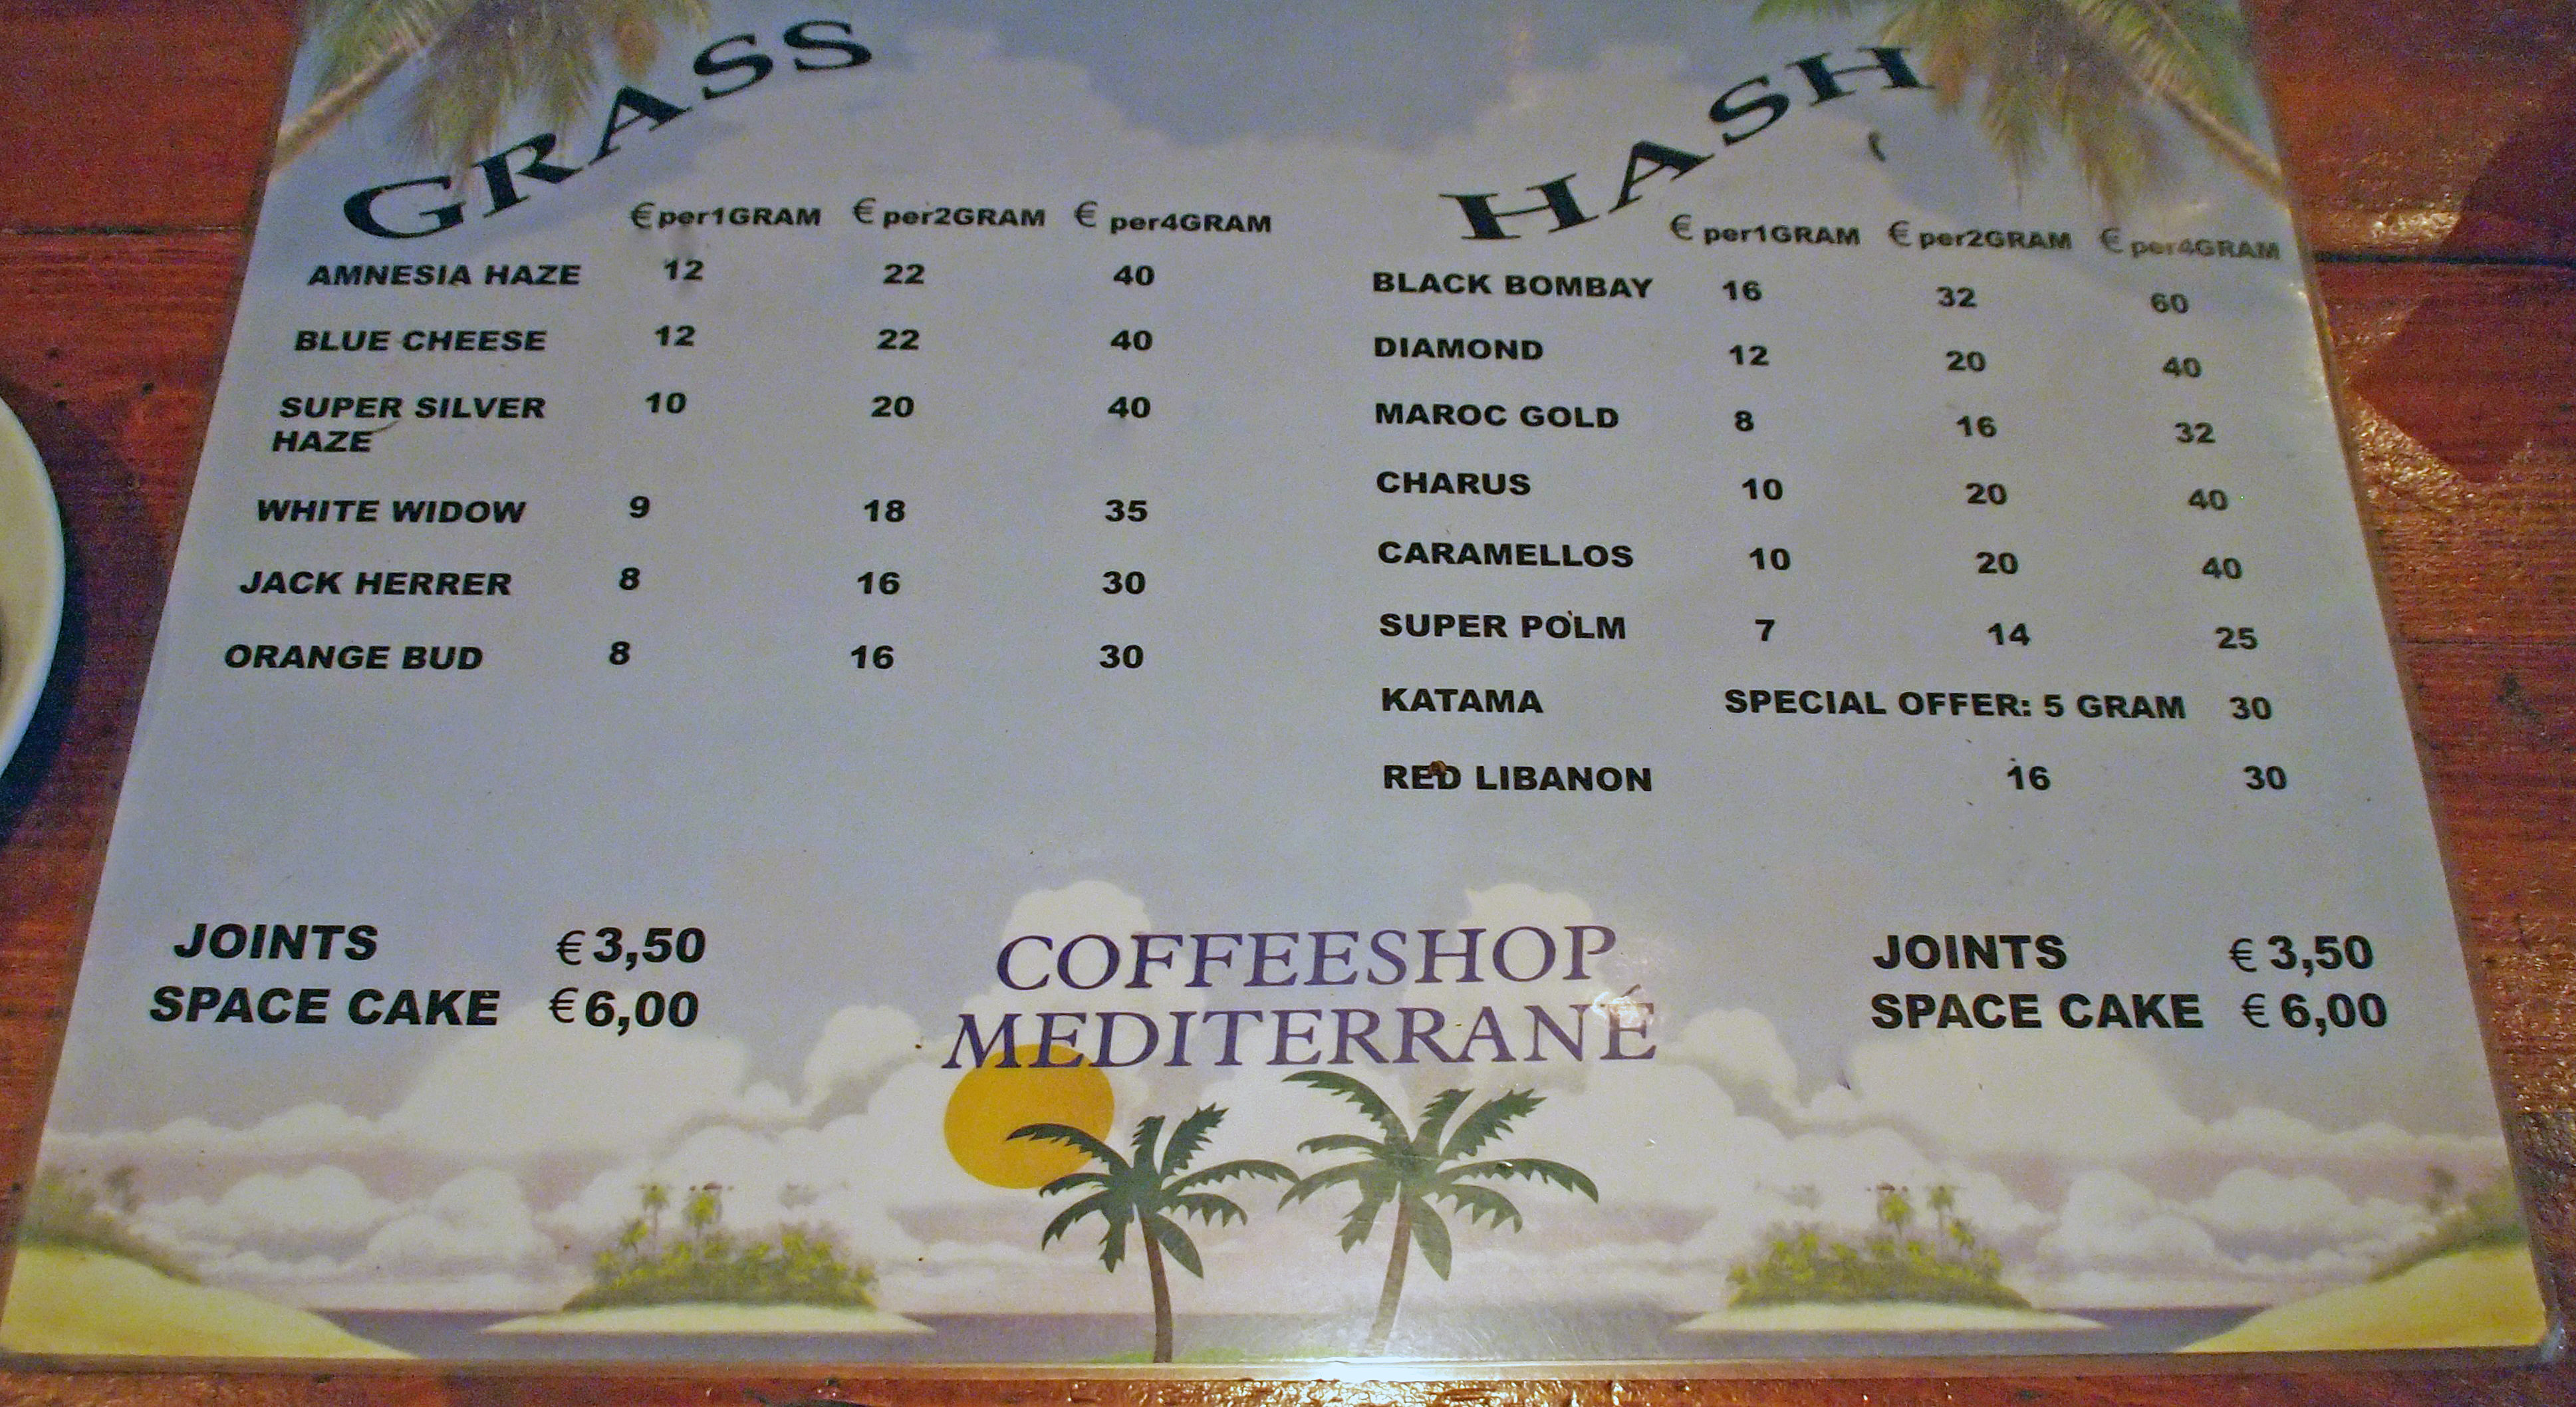 GRASS
€per1GRAM €per2GRAM € per4GRAM
AMNESIA HAZE 12 22 40
BLUE CHEESE 12 22 40
SUPER SILVER 10 20 40
HAZE
WHITE WIDOW 9 18 35
JACK HERRER 8 16 30
ORANGE BUD 8 16 30
JOINTS €3,50
SPACE CAKE €6,00
HASH
€ per1GRAM € per2GRAM € per4GRAM
BLACK BOMBAY 16 32 60
DIAMOND 12 20 40
MAROC GOLD 8 16 32
CHARUS 10 20 40
CARAMELLOS 10 20 40
SUPER POLM 7 14 25
KATAMA SPECIAL OFFER: 5 GRAM 30
RED LIBANON 16 30
COFFEESHOP
MEDITERRANÉ
JOINTS € 3,50
SPACE CAKE € 6,00